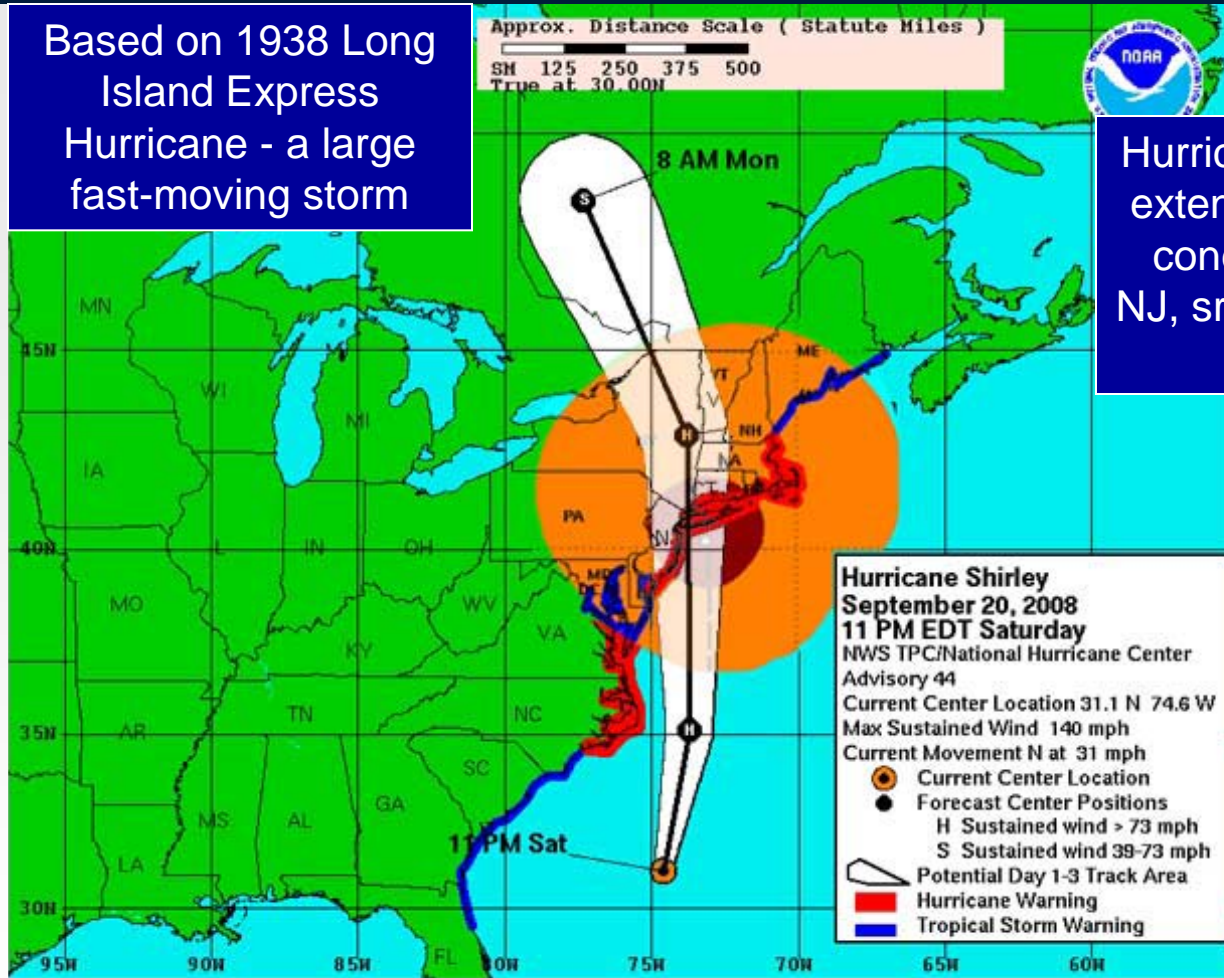 Based on 1938 Long
Island Express
Hurricane - a large
fast-moving storm
Approx. Distance Scale ( Statute Miles )
SM 125 250 375 500
True at 30.00N
NOAA
Hurric
exten
cond
NJ, sr
8 AM Mon
S
MN
45N
ME
WI
VT
MI
H
NH
IA
PA
40N
IN
OH
MO
WV
VA
KY
TN
NC
AR
35N
H
SC
MS
AL
GA
11 PM Sat
LA
30N
FL
95W
90W
80W
75W
70W
65W
60W
Hurricane Shirley
September 20, 2008
11 PM EDT Saturday
NWS TPC/National Hurricane Center
Advisory 44
Current Center Location 31.1 N 74.6 W
Max Sustained Wind 140 mph
Current Movement N at 31 mph
Current Center Location
Forecast Center Positions
H Sustained wind > 73 mph
S Sustained wind 39-73 mph
Potential Day 1-3 Track Area
Hurricane Warning
Tropical Storm Warning